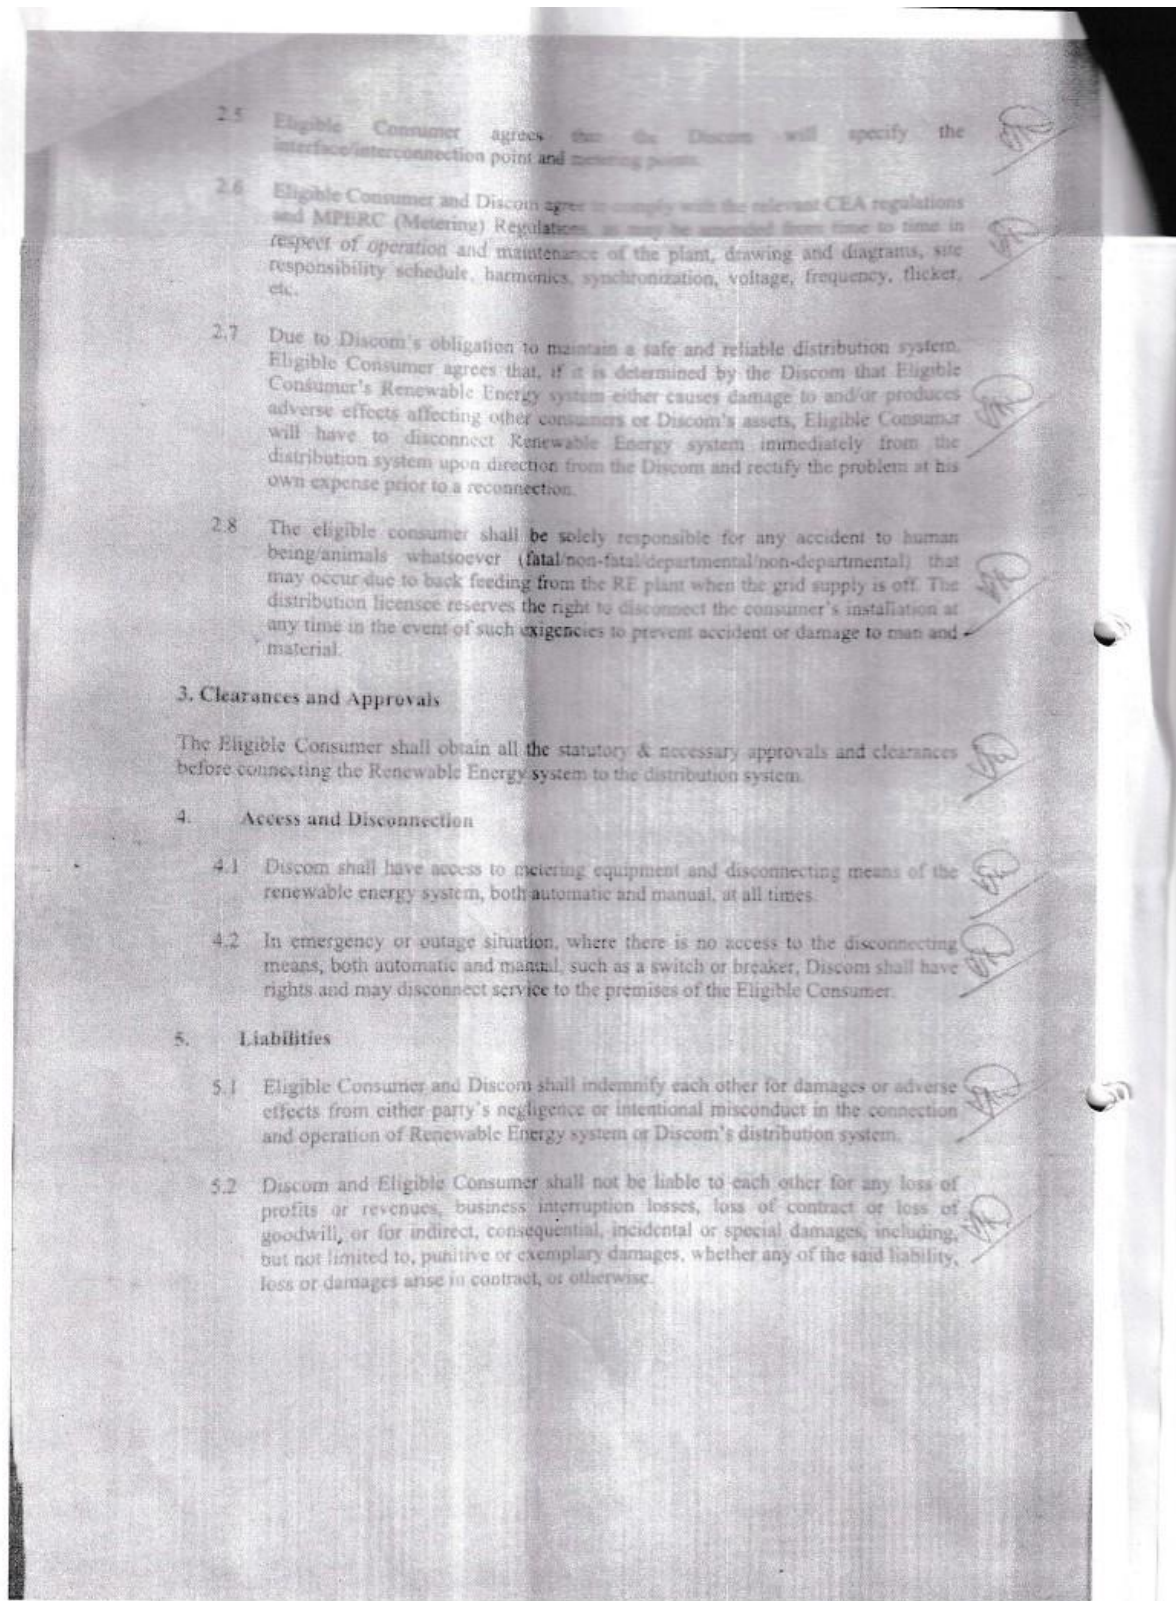 2.5 Eligible Consumer agrees that the Discom will specify the
interface/interconnection point and metering points.
2.6 Eligible Consumer and Discom agree to comply with the relevant CEA regulations
and MPERC (Metering) Regulations, as may be amended from time to time in
respect of operation and maintenance of the plant, drawing and diagrams, site
responsibility schedule, harmonics, synchronization, voltage, frequency, flicker,
etc.
2.7 Due to Discom's obligation to maintain a safe and reliable distribution system,
Eligible Consumer agrees that, if it is determined by the Discom that Eligible
Consumer's Renewable Energy system either causes damage to and/or produces
adverse effects affecting other consumers or Discom's assets, Eligible Consumer
will have to disconnect Renewable Energy system immediately from the
distribution system upon direction from the Discom and rectify the problem at his
own expense prior to a reconnection.
2.8 The eligible consumer shall be solely responsible for any accident to human
being/animals whatsoever (fatal/non-fatal/departmental/non-departmental) that
may occur due to back feeding from the RE plant when the grid supply is off. The
distribution licensee reserves the right to disconnect the consumer's installation at
any time in the event of such exigencies to prevent accident or damage to man and
material.
3. Clearances and Approvals
The Eligible Consumer shall obtain all the statutory & necessary approvals and clearances
before connecting the Renewable Energy system to the distribution system.
4. Access and Disconnection
4.1 Discom shall have access to metering equipment and disconnecting means of the
renewable energy system, both automatic and manual, at all times.
4.2 In emergency or outage situation, where there is no access to the disconnecting
means, both automatic and manual, such as a switch or breaker, Discom shall have
rights and may disconnect service to the premises of the Eligible Consumer.
5. Liabilities
5.1 Eligible Consumer and Discom shall indemnify each other for damages or adverse
effects from either party's negligence or intentional misconduct in the connection
and operation of Renewable Energy system or Discom's distribution system.
5.2 Discom and Eligible Consumer shall not be liable to each other for any loss of
profits or revenues, business interruption losses, loss of contract or loss of
goodwill, or for indirect, consequential, incidental or special damages, including,
but not limited to, punitive or exemplary damages, whether any of the said liability,
loss or damages arise in contract, or otherwise.